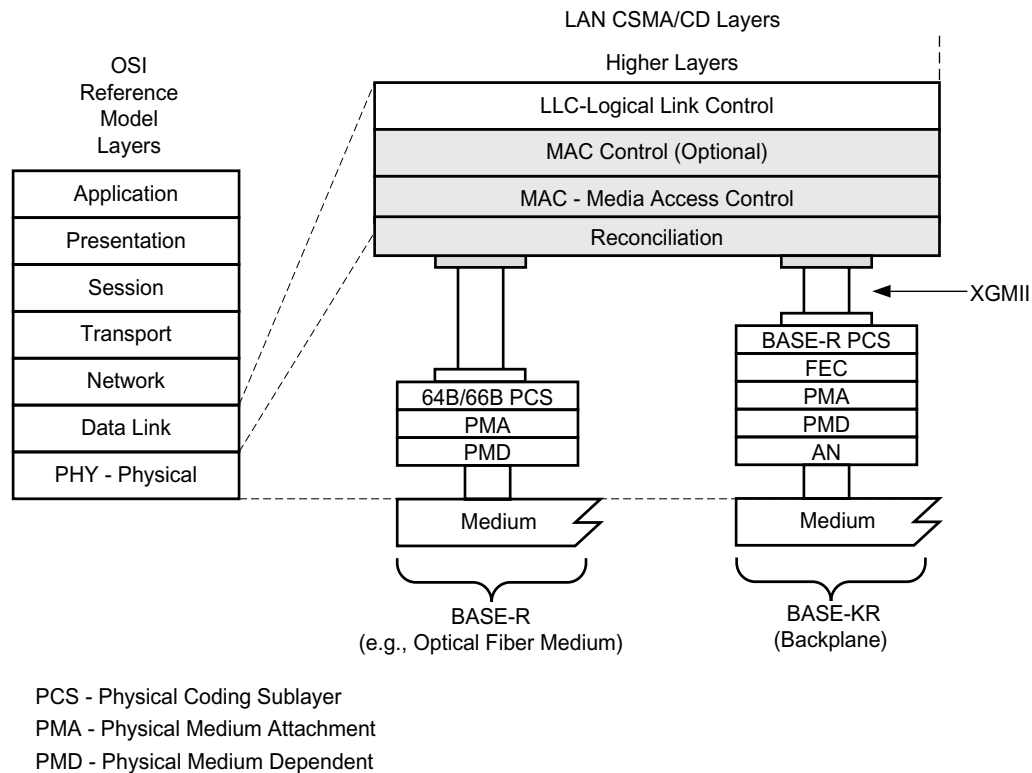 LAN CSMA/CD Layers
OSI
Reference
Model
Layers
Higher Layers
LLC-Logical Link Control
MAC Control (Optional)
MAC - Media Access Control
Reconciliation
Application
Presentation
Session
Transport
Network
Data Link
PHY - Physical
XGMII
64B/66B PCS
PMA
PMD
Medium
BASE-R PCS
FEC
PMA
PMD
AN
Medium
BASE-R
(e.g., Optical Fiber Medium)
BASE-KR
(Backplane)
PCS - Physical Coding Sublayer
PMA - Physical Medium Attachment
PMD - Physical Medium Dependent